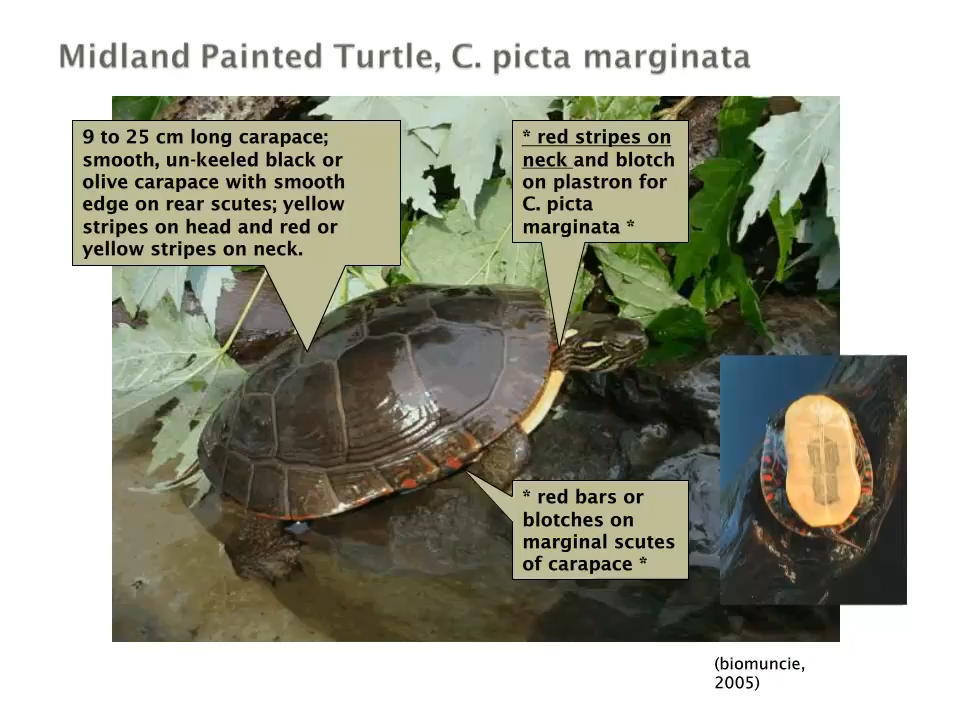 Midland Painted Turtle, C. picta marginata
9 to 25 cm long carapace;
smooth, un-keeled black or
olive carapace with smooth
edge on rear scutes; yellow
stripes on head and red or
yellow stripes on neck.
* red stripes on
neck and blotch
on plastron for
C. picta
marginata *
* red bars or
blotches on
marginal scutes
of carapace *
(biomuncie,
2005)